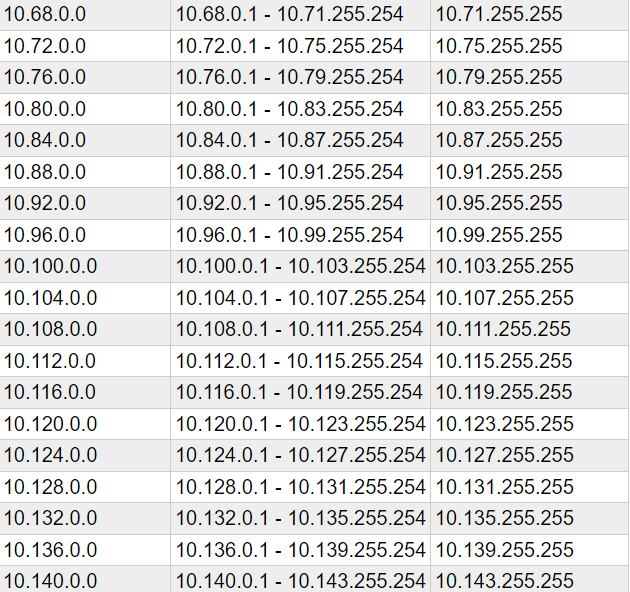 10.68.0.0 10.68.0.1 - 10.71.255.254 10.71.255.255
10.72.0.0 10.72.0.1 - 10.75.255.254 10.75.255.255
10.76.0.0 10.76.0.1 - 10.79.255.254 10.79.255.255
10.80.0.0 10.80.0.1 - 10.83.255.254 10.83.255.255
10.84.0.0 10.84.0.1 - 10.87.255.254 10.87.255.255
10.88.0.0 10.88.0.1 - 10.91.255.254 10.91.255.255
10.92.0.0 10.92.0.1 - 10.95.255.254 10.95.255.255
10.96.0.0 10.96.0.1 - 10.99.255.254 10.99.255.255
10.100.0.0 10.100.0.1 - 10.103.255.254 10.103.255.255
10.104.0.0 10.104.0.1 - 10.107.255.254 10.107.255.255
10.108.0.0 10.108.0.1 - 10.111.255.254 10.111.255.255
10.112.0.0 10.112.0.1 - 10.115.255.254 10.115.255.255
10.116.0.0 10.116.0.1 - 10.119.255.254 10.119.255.255
10.120.0.0 10.120.0.1 - 10.123.255.254 10.123.255.255
10.124.0.0 10.124.0.1 - 10.127.255.254 10.127.255.255
10.128.0.0 10.128.0.1 - 10.131.255.254 10.131.255.255
10.132.0.0 10.132.0.1 - 10.135.255.254 10.135.255.255
10.136.0.0 10.136.0.1 - 10.139.255.254 10.139.255.255
10.140.0.0 10.140.0.1 - 10.143.255.254 10.143.255.255